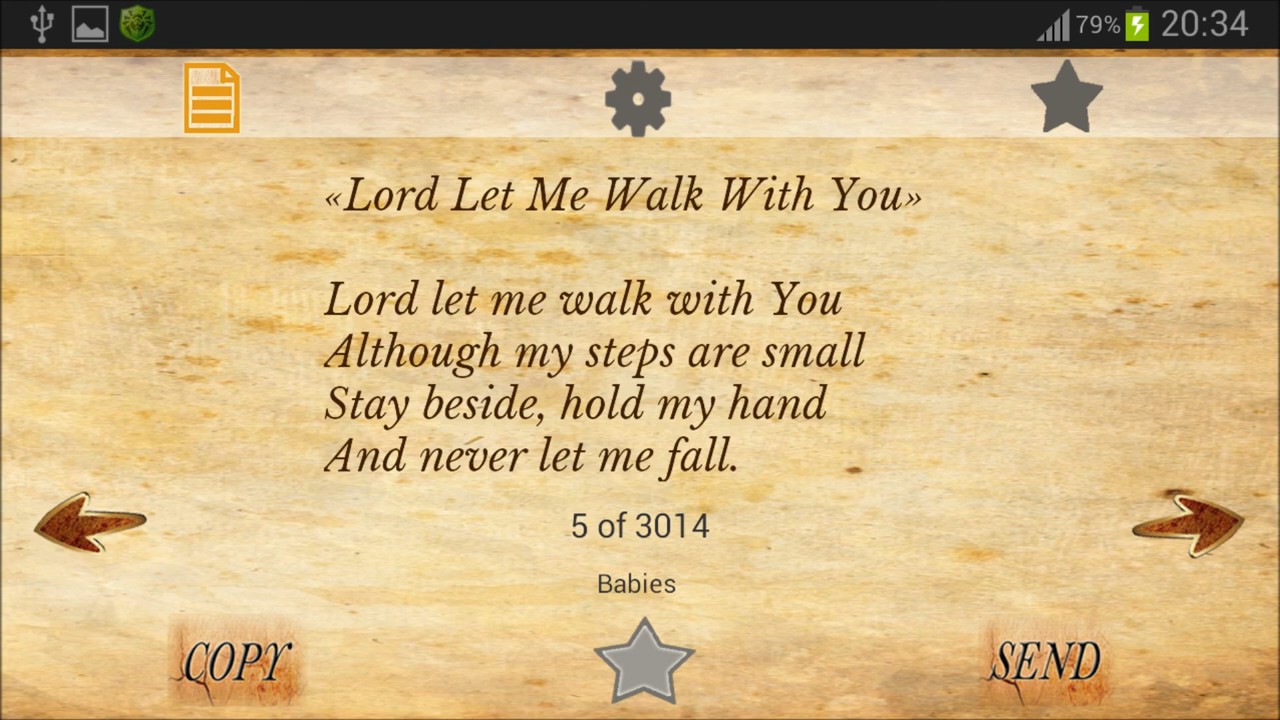 79% 20:34
«Lord Let Me Walk With You»
Lord let me walk with You
Although my steps are small
Stay beside, hold my hand
And never let me fall.
5 of 3014
Babies
COPY SEND